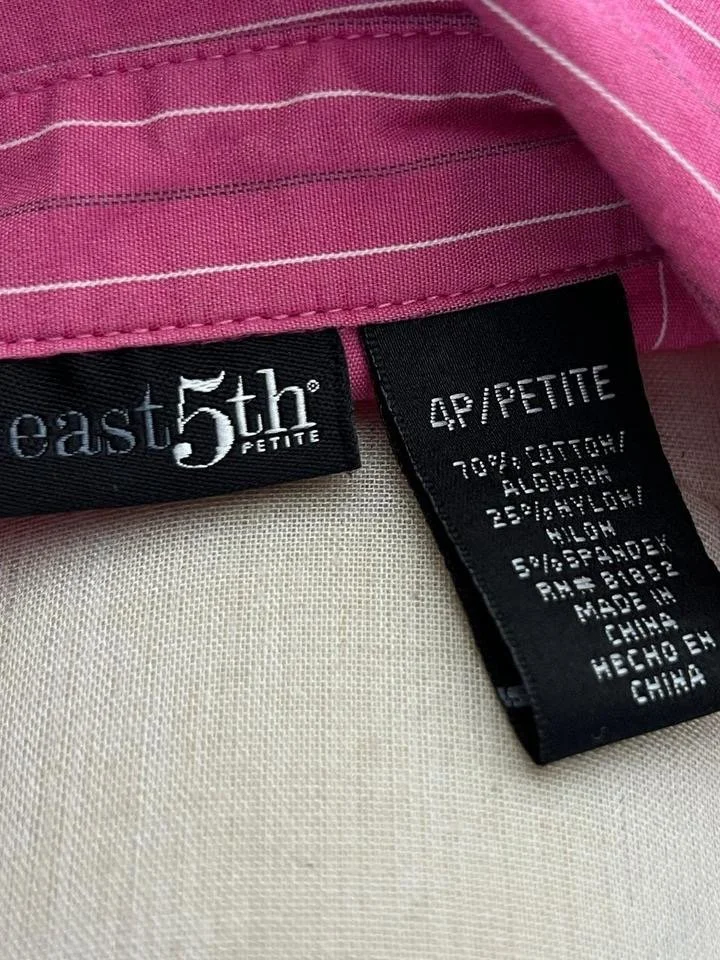 east5th®
PETITE
4P/PETITE
70% COTTON/
ALGODON
25% NYLON/
NILON
5% SPANDEX
RN# 81852
MADE IN
CHINA
HECHO EN
CHINA